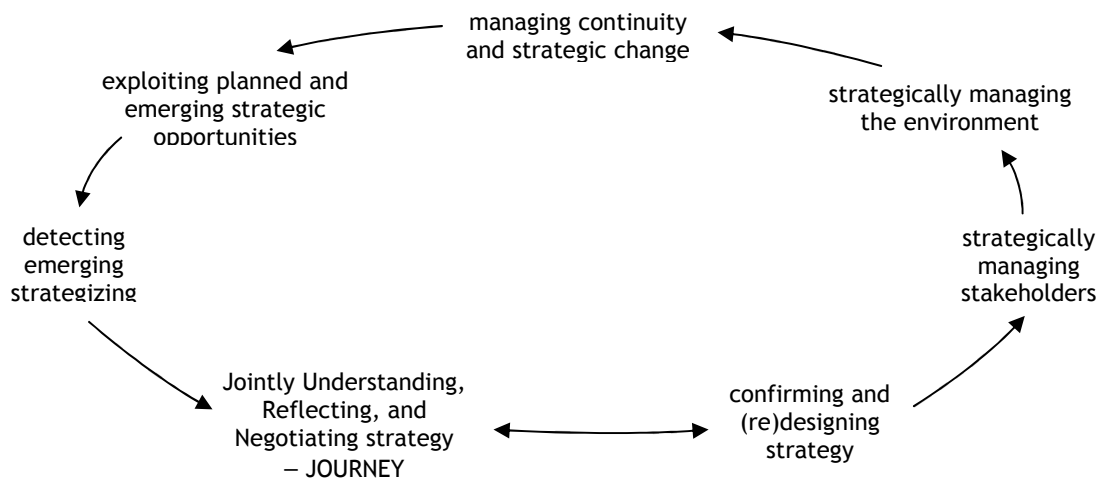 managing continuity
and strategic change
exploiting planned and
emerging strategic
opportunities
strategically managing
the environment
detecting
emerging
strategizing
strategically
managing
stakeholders
Jointly Understanding,
Reflecting, and
Negotiating strategy
– JOURNEY
confirming and
(re)designing
strategy